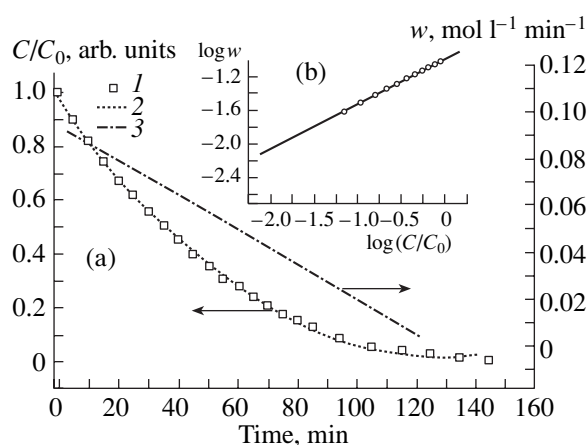 C/C₀, arb. units
w, mol l⁻¹ min⁻¹
1.0
0.8
0.6
0.4
0.2
0
1
2
3
(a)
logw
(b)
−1.2
−1.6
−2.0
−2.4
−2.0 −1.5 −1.0 −0.5 0
log(C/C₀)
0.12
0.10
0.08
0.06
0.04
0.02
0
0 20 40 60 80 100 120 140 160
Time, min